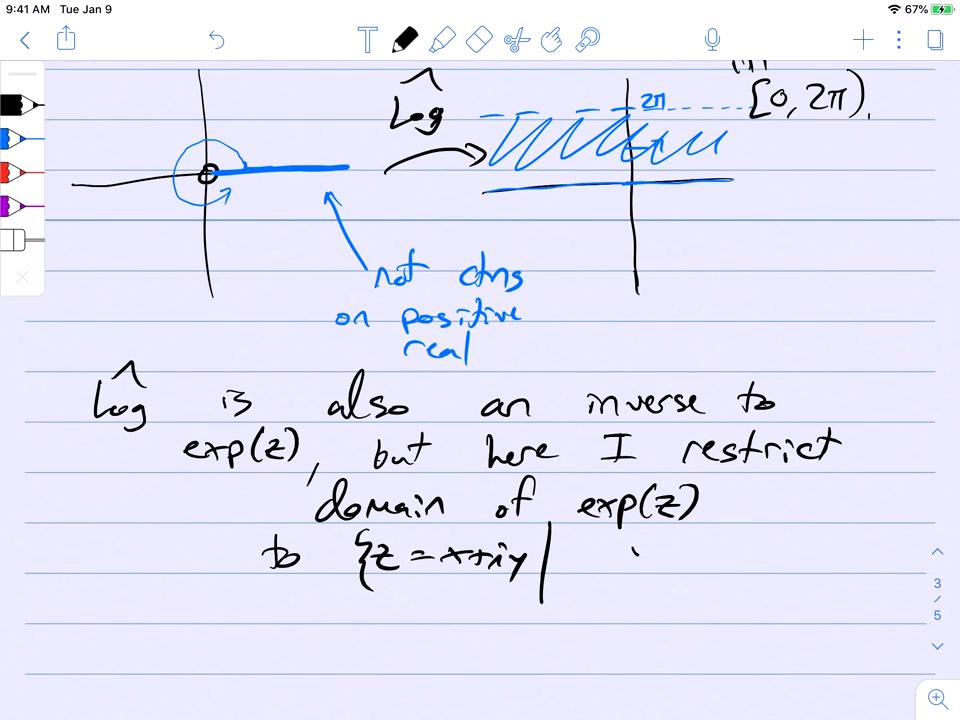 9:41 AM Tue Jan 9
67%
T
Log
2π
[0, 2π).
not ctns
on positive
real
Log is also an inverse to
exp(z), but here I restrict
domain of exp(z)
to {z = x+iy |
3
/
5